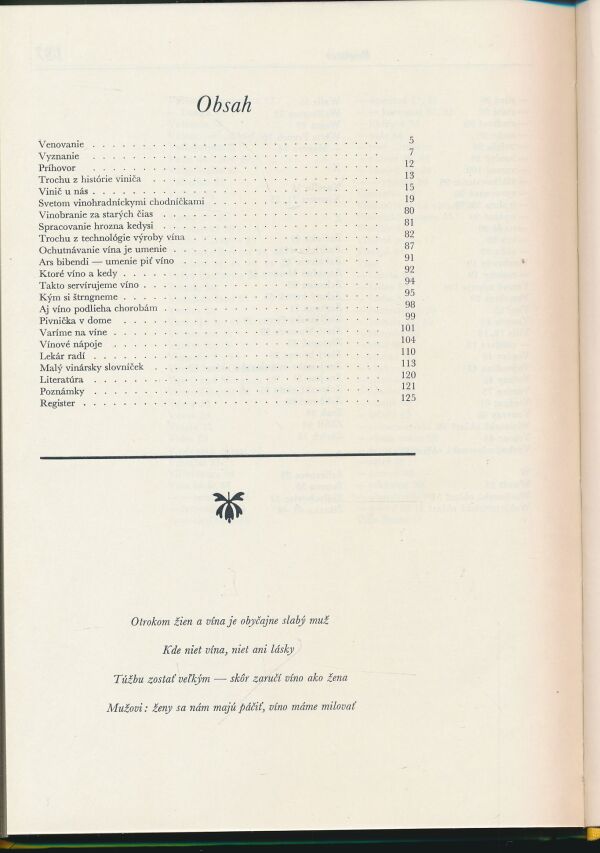 Obsah
Venovanie . . . . . . . . . . . . . . . . . . . . . . . . 5
Vyznanie . . . . . . . . . . . . . . . . . . . . . . . . 7
Príhovor . . . . . . . . . . . . . . . . . . . . . . . . 12
Trochu z histórie viniča . . . . . . . . . . . . . . . . . . . . 13
Vinič u nás . . . . . . . . . . . . . . . . . . . . . . . . 15
Svetom vinohradníckymi chodníčkami . . . . . . . . . . . . . . 19
Vinobranie za starých čias . . . . . . . . . . . . . . . . . . . 80
Spracovanie hrozna kedysi . . . . . . . . . . . . . . . . . . . 81
Trochu z technológie výroby vína . . . . . . . . . . . . . . . . 82
Ochutnávanie vína je umenie . . . . . . . . . . . . . . . . . . 87
Ars bibendi — umenie piť víno . . . . . . . . . . . . . . . . . 91
Ktoré víno a kedy . . . . . . . . . . . . . . . . . . . . . . 92
Takto servírujeme víno . . . . . . . . . . . . . . . . . . . . 94
Kým si štrngneme . . . . . . . . . . . . . . . . . . . . . . 95
Aj víno podlieha chorobám . . . . . . . . . . . . . . . . . . . 98
Pivnička v dome . . . . . . . . . . . . . . . . . . . . . . 99
Varíme na víne . . . . . . . . . . . . . . . . . . . . . . . 101
Vínové nápoje . . . . . . . . . . . . . . . . . . . . . . . 104
Lekár radí . . . . . . . . . . . . . . . . . . . . . . . . 110
Malý vinársky slovníček . . . . . . . . . . . . . . . . . . . . 113
Literatúra . . . . . . . . . . . . . . . . . . . . . . . . 120
Poznámky . . . . . . . . . . . . . . . . . . . . . . . . 121
Register . . . . . . . . . . . . . . . . . . . . . . . . . 125
Otrokom žien a vína je obyčajne slabý muž
Kde niet vína, niet ani lásky
Túžbu zostať veľkým — skôr zaručí víno ako žena
Mužovi: ženy sa nám majú páčiť, víno máme milovať